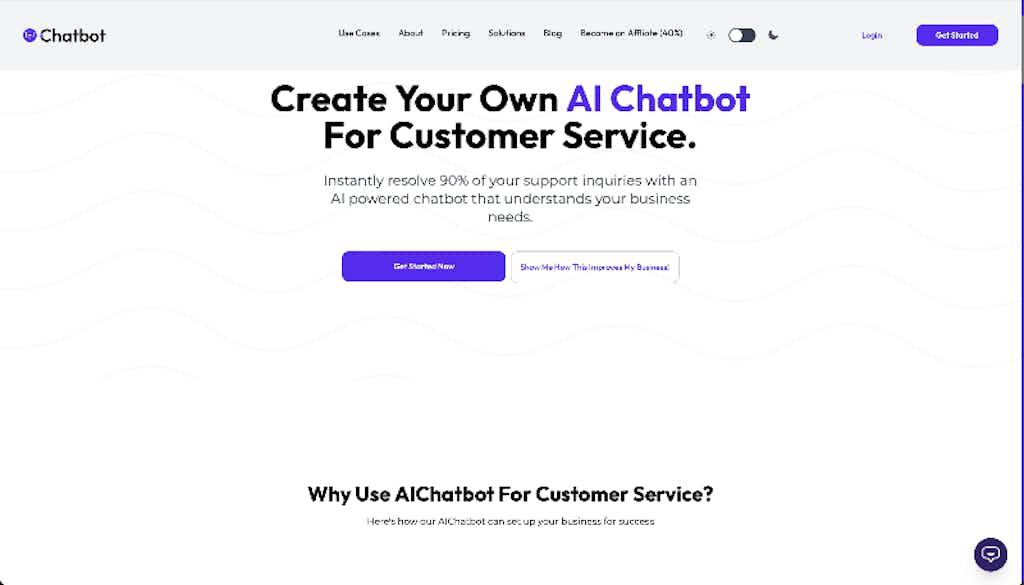 Chatbot
Use Cases
About
Pricing
Solutions
Blog
Become an Affliate (40%)
Login
Get Started
Create Your Own AI Chatbot
For Customer Service.
Instantly resolve 90% of your support inquiries with an
AI powered chatbot that understands your business
needs.
Get Started Now
Show Me How This Improves My Business!
Why Use AIChatbot For Customer Service?
Here's how our AIChatbot can set up your business for success